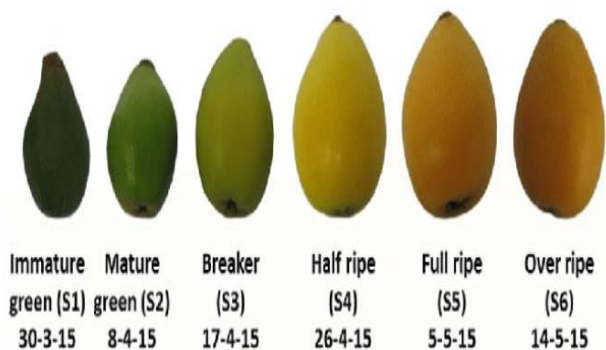 Immature Mature Breaker Half ripe Full ripe Over ripe
green (S1) green (S2) (S3) (S4) (S5) (S6)
30-3-15 8-4-15 17-4-15 26-4-15 5-5-15 14-5-15